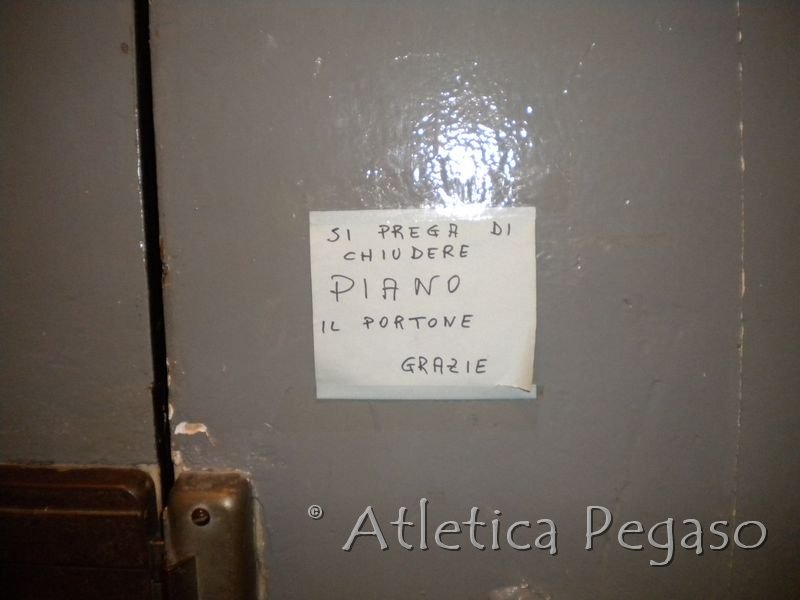 SI PREGA DI
CHIUDERE
PIANO
IL PORTONE
GRAZIE
© Atletica Pegaso